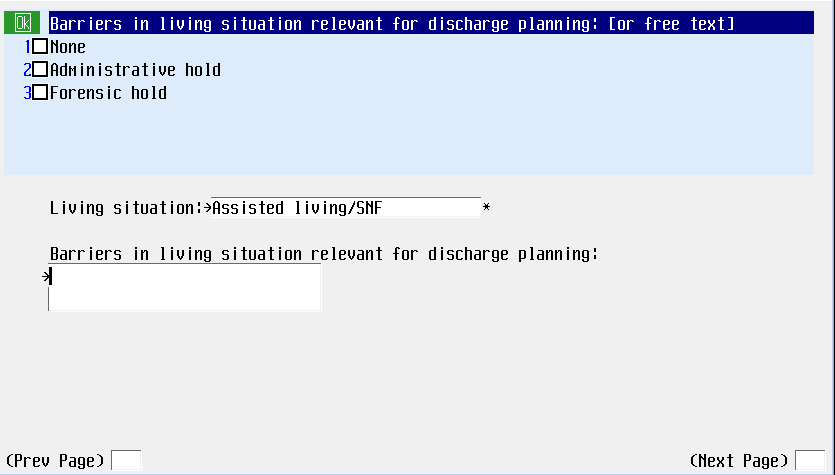 Ok Barriers in living situation relevant for discharge planning: [or free text]
1 None
2 Administrative hold
3 Forensic hold
Living situation:→Assisted living/SNF *
Barriers in living situation relevant for discharge planning:
→
(Prev Page) (Next Page)